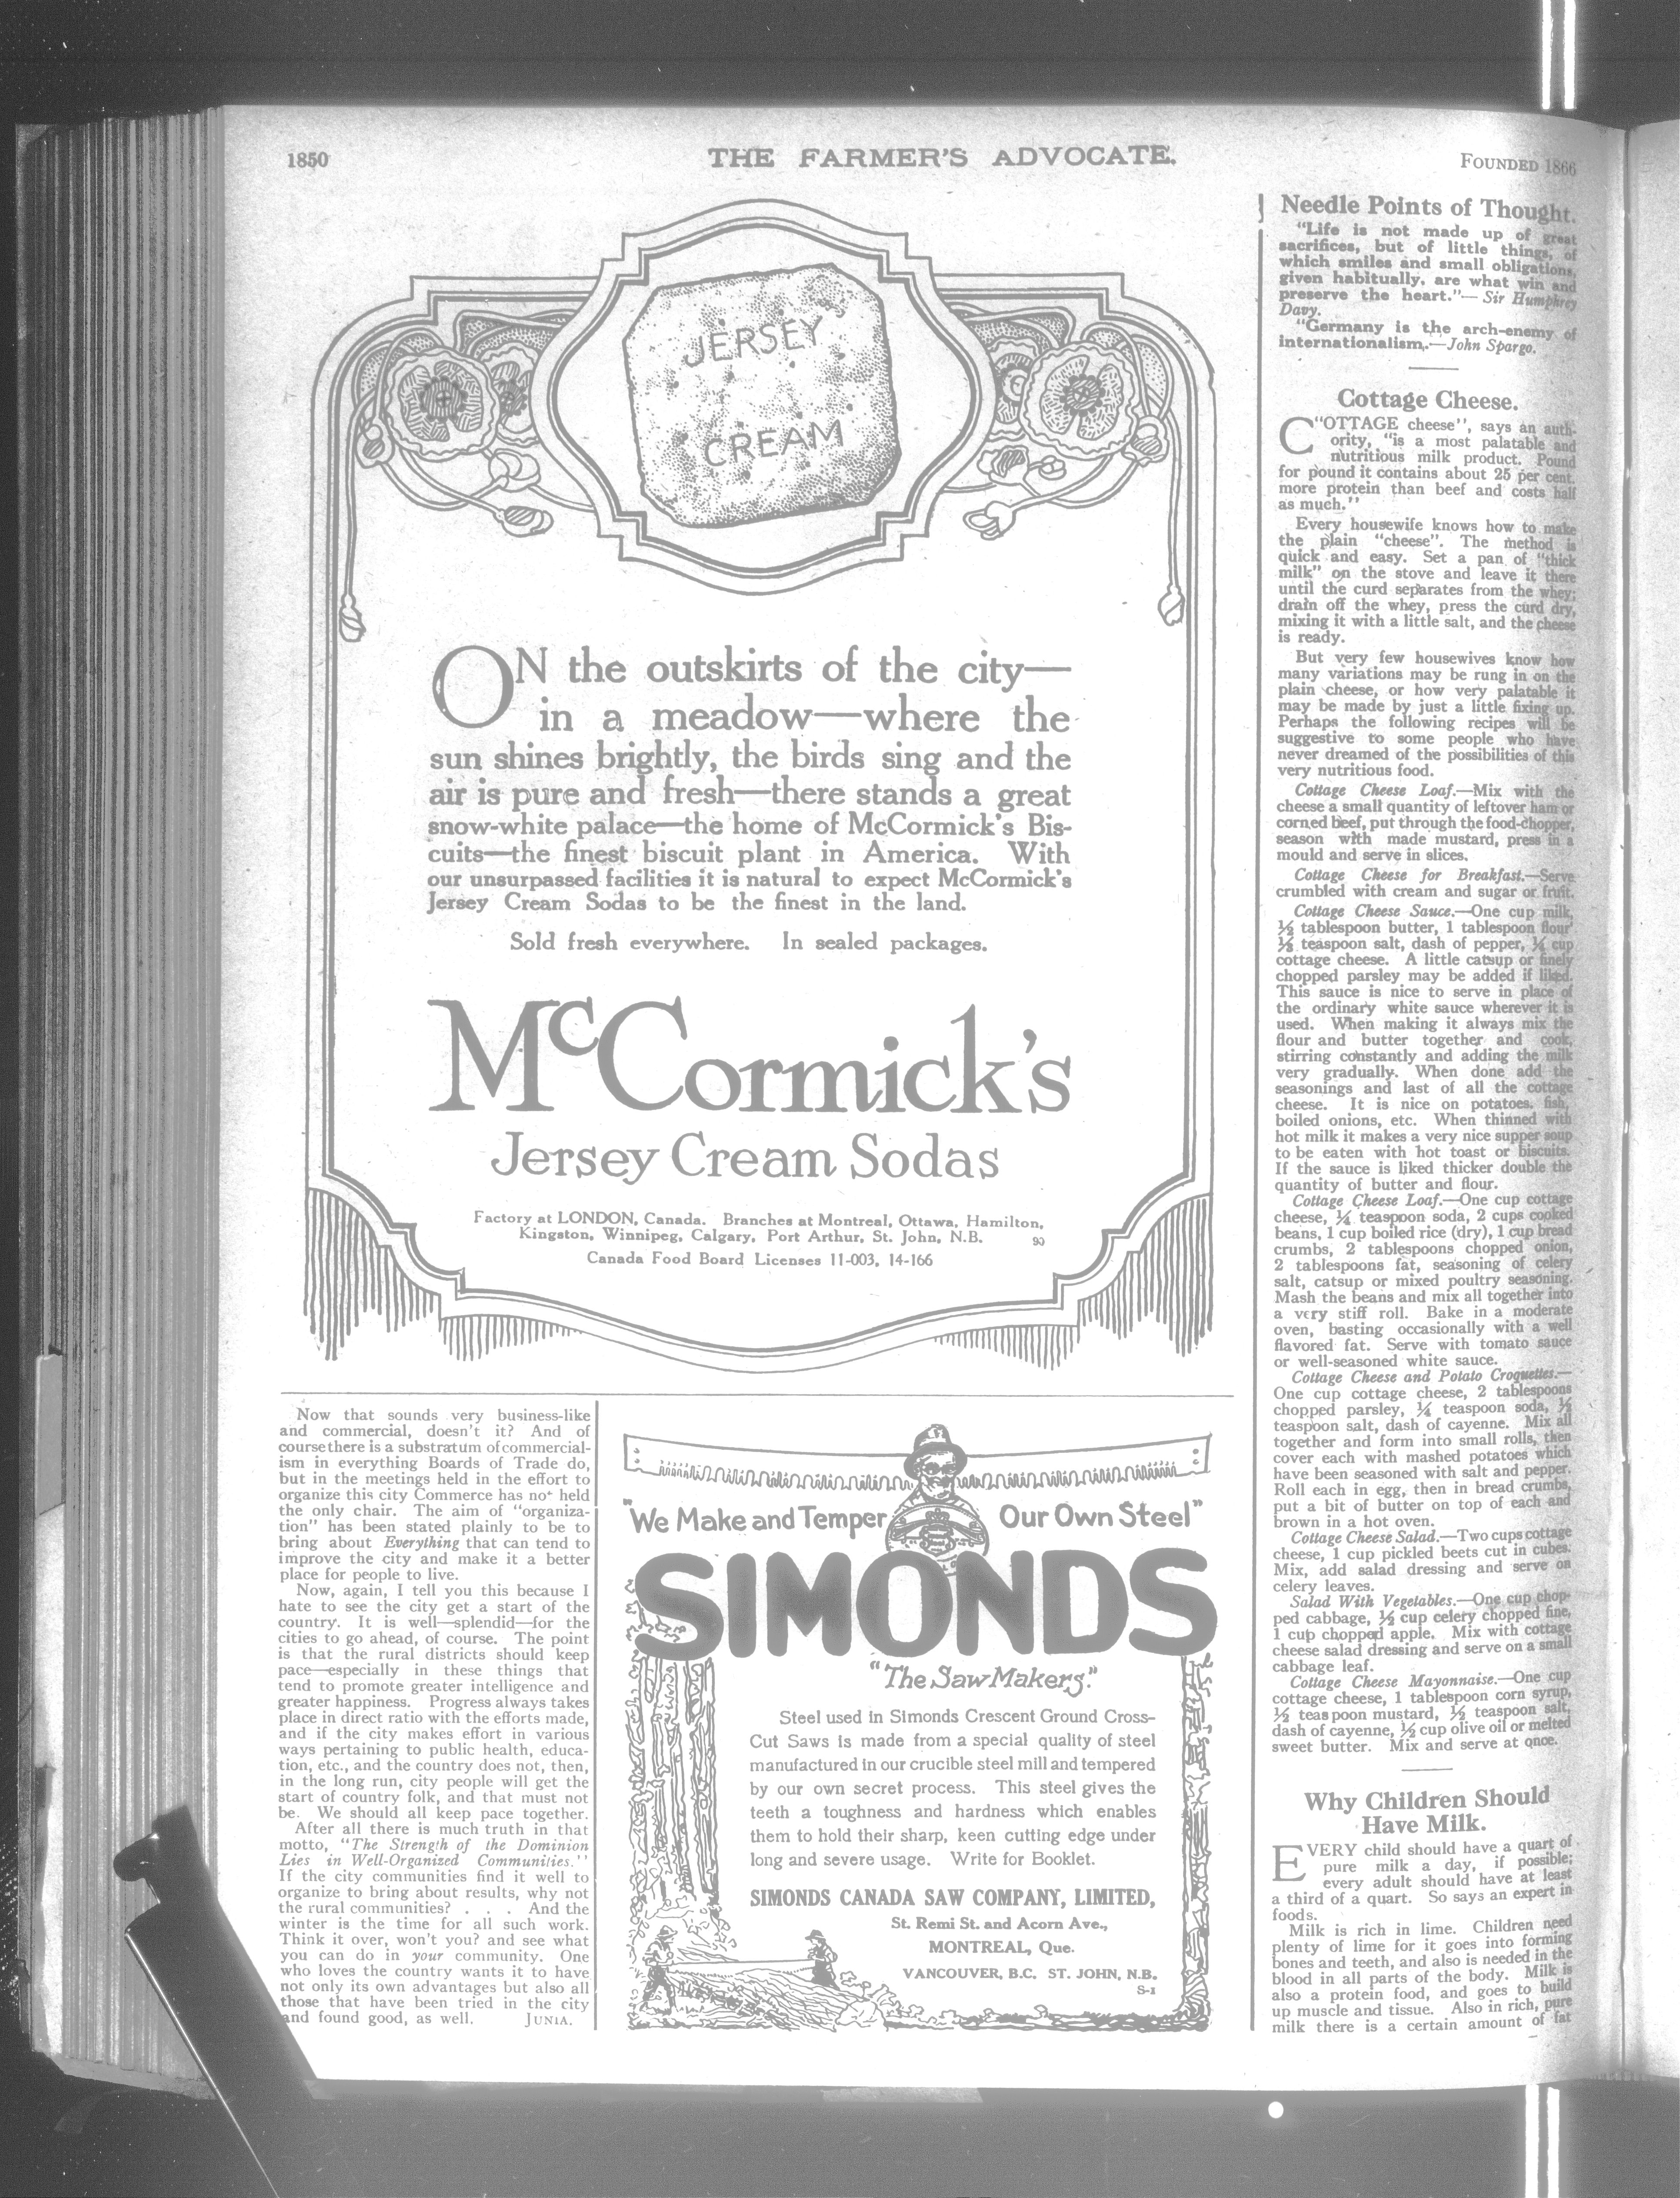 1850
THE FARMER'S ADVOCATE.
FOUNDED 1866
JERSEY
CREAM
ON the outskirts of the city—
in a meadow—where the
sun shines brightly, the birds sing and the
air is pure and fresh—there stands a great
snow-white palace—the home of McCormick's Bis-
cuits—the finest biscuit plant in America. With
our unsurpassed facilities it is natural to expect McCormick's
Jersey Cream Sodas to be the finest in the land.
Sold fresh everywhere. In sealed packages.
McCormick's
Jersey Cream Sodas
Factory at LONDON, Canada. Branches at Montreal, Ottawa, Hamilton,
Kingston, Winnipeg, Calgary, Port Arthur, St. John, N.B. 90
Canada Food Board Licenses 11-003, 14-166
Now that sounds very business-like
and commercial, doesn't it? And of
course there is a substratum of commercial-
ism in everything Boards of Trade do,
but in the meetings held in the effort to
organize this city Commerce has not held
the only chair. The aim of "organiza-
tion" has been stated plainly to be to
bring about Everything that can tend to
improve the city and make it a better
place for people to live.
Now, again, I tell you this because I
hate to see the city get a start of the
country. It is well—splendid—for the
cities to go ahead, of course. The point
is that the rural districts should keep
pace—especially in these things that
tend to promote greater intelligence and
greater happiness. Progress always takes
place in direct ratio with the efforts made,
and if the city makes effort in various
ways pertaining to public health, educa-
tion, etc., and the country does not, then,
in the long run, city people will get the
start of country folk, and that must not
be. We should all keep pace together.
After all there is much truth in that
motto, "The Strength of the Dominion
Lies in Well-Organized Communities."
If the city communities find it well to
organize to bring about results, why not
the rural communities? . . . And the
winter is the time for all such work.
Think it over, won't you? and see what
you can do in your community. One
who loves the country wants it to have
not only its own advantages but also all
those that have been tried in the city
and found good, as well. JUNIA.
"We Make and Temper Our Own Steel"
SIMONDS
"The Saw Makers."
Steel used in Simonds Crescent Ground Cross-
Cut Saws is made from a special quality of steel
manufactured in our crucible steel mill and tempered
by our own secret process. This steel gives the
teeth a toughness and hardness which enables
them to hold their sharp, keen cutting edge under
long and severe usage. Write for Booklet.
SIMONDS CANADA SAW COMPANY, LIMITED,
St. Remi St. and Acorn Ave.,
MONTREAL, Que.
VANCOUVER, B.C. ST. JOHN, N.B.
S-1
Needle Points of Thought.
"Life is not made up of great
sacrifices, but of little things, of
which smiles and small obligations,
given habitually, are what win and
preserve the heart."—Sir Humphrey
Davy.
"Germany is the arch-enemy of
internationalism.—John Spargo.
Cottage Cheese.
C"OTTAGE cheese", says an auth-
ority, "is a most palatable and
nutritious milk product. Pound
for pound it contains about 25 per cent.
more protein than beef and costs half
as much."
Every housewife knows how to make
the plain "cheese". The method is
quick and easy. Set a pan of "thick
milk" on the stove and leave it there
until the curd separates from the whey;
drain off the whey, press the curd dry,
mixing it with a little salt, and the cheese
is ready.
But very few housewives know how
many variations may be rung in on the
plain cheese, or how very palatable it
may be made by just a little fixing up.
Perhaps the following recipes will be
suggestive to some people who have
never dreamed of the possibilities of this
very nutritious food.
Cottage Cheese Loaf.—Mix with the
cheese a small quantity of leftover ham or
corned beef, put through the food-chopper,
season with made mustard, press in a
mould and serve in slices.
Cottage Cheese for Breakfast.—Serve
crumbled with cream and sugar or fruit.
Cottage Cheese Sauce.—One cup milk,
½ tablespoon butter, 1 tablespoon flour
½ teaspoon salt, dash of pepper, ¼ cup
cottage cheese. A little catsup or finely
chopped parsley may be added if liked.
This sauce is nice to serve in place of
the ordinary white sauce wherever it is
used. When making it always mix the
flour and butter together and cook,
stirring constantly and adding the milk
very gradually. When done add the
seasonings and last of all the cottage
cheese. It is nice on potatoes, fish,
boiled onions, etc. When thinned with
hot milk it makes a very nice supper soup
to be eaten with hot toast or biscuits.
If the sauce is liked thicker double the
quantity of butter and flour.
Cottage Cheese Loaf.—One cup cottage
cheese, ¼ teaspoon soda, 2 cups cooked
beans, 1 cup boiled rice (dry), 1 cup bread
crumbs, 2 tablespoons chopped onion,
2 tablespoons fat, seasoning of celery
salt, catsup or mixed poultry seasoning.
Mash the beans and mix all together into
a very stiff roll. Bake in a moderate
oven, basting occasionally with a well
flavored fat. Serve with tomato sauce
or well-seasoned white sauce.
Cottage Cheese and Potato Croquettes.—
One cup cottage cheese, 2 tablespoons
chopped parsley, ¼ teaspoon soda, ½
teaspoon salt, dash of cayenne. Mix all
together and form into small rolls, then
cover each with mashed potatoes which
have been seasoned with salt and pepper.
Roll each in egg, then in bread crumbs,
put a bit of butter on top of each and
brown in a hot oven.
Cottage Cheese Salad.—Two cups cottage
cheese, 1 cup pickled beets cut in cubes.
Mix, add salad dressing and serve on
celery leaves.
Salad With Vegetables.—One cup chop-
ped cabbage, ½ cup celery chopped fine,
1 cup chopped apple. Mix with cottage
cheese salad dressing and serve on a small
cabbage leaf.
Cottage Cheese Mayonnaise.—One cup
cottage cheese, 1 tablespoon corn syrup,
½ teaspoon mustard, ½ teaspoon salt,
dash of cayenne, ½ cup olive oil or melted
sweet butter. Mix and serve at once.
Why Children Should
Have Milk.
EVERY child should have a quart of
pure milk a day, if possible;
every adult should have at least
a third of a quart. So says an expert in
foods.
Milk is rich in lime. Children need
plenty of lime for it goes into forming
bones and teeth, and also is needed in the
blood in all parts of the body. Milk is
also a protein food, and goes to build
up muscle and tissue. Also in rich, pure
milk there is a certain amount of fat